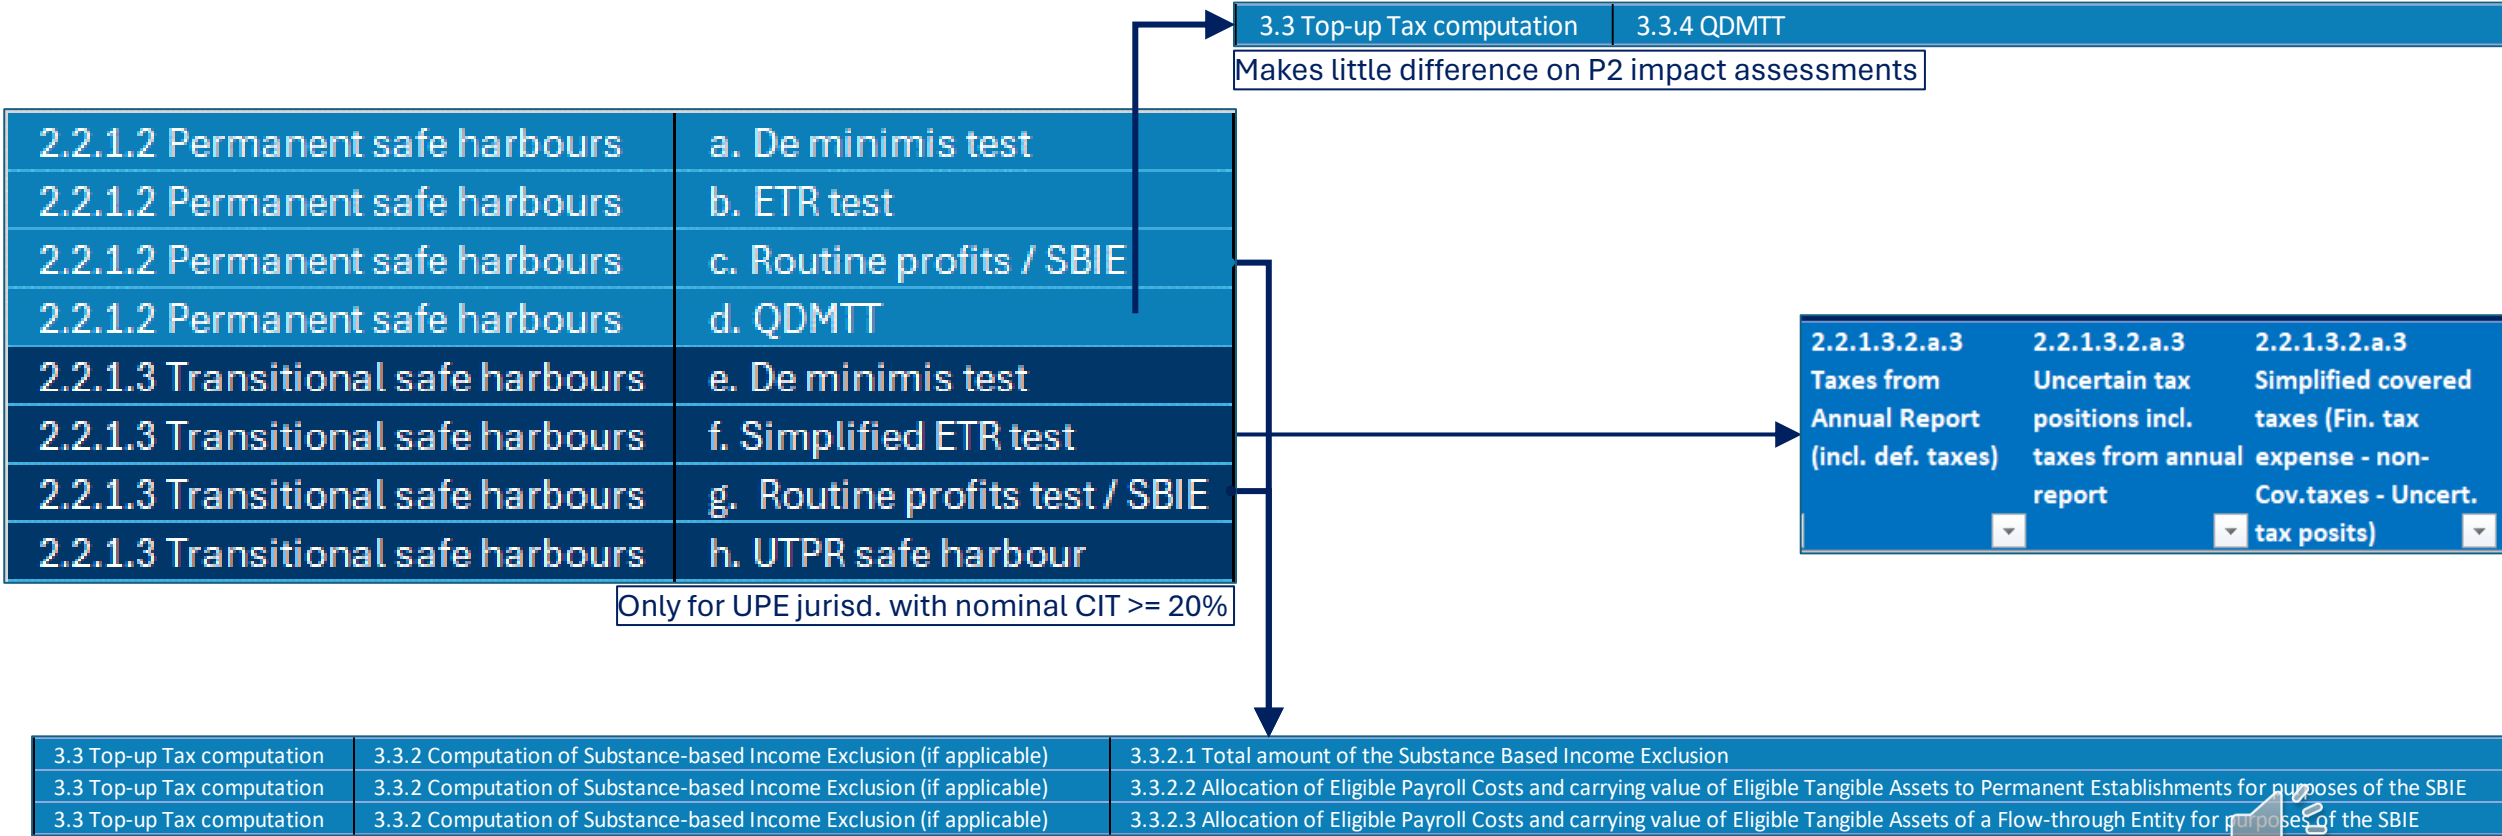 3.3 Top-up Tax computation 3.3.4 QDMTT
Makes little difference on P2 impact assessments
2.2.1.2 Permanent safe harbours a. De minimis test
2.2.1.2 Permanent safe harbours b. ETR test
2.2.1.2 Permanent safe harbours c. Routine profits / SBIE
2.2.1.2 Permanent safe harbours d. QDMTT
2.2.1.3 Transitional safe harbours e. De minimis test
2.2.1.3 Transitional safe harbours f. Simplified ETR test
2.2.1.3 Transitional safe harbours g. Routine profits test / SBIE
2.2.1.3 Transitional safe harbours h. UTPR safe harbour
Only for UPE jurisd. with nominal CIT >= 20%
2.2.1.3.2.a.3
Taxes from
Annual Report
(incl. def. taxes)
2.2.1.3.2.a.3
Uncertain tax
positions incl.
taxes from annual
report
2.2.1.3.2.a.3
Simplified covered
taxes (Fin. tax
expense - non-
Cov.taxes - Uncert.
tax posits)
3.3 Top-up Tax computation 3.3.2 Computation of Substance-based Income Exclusion (if applicable) 3.3.2.1 Total amount of the Substance Based Income Exclusion
3.3 Top-up Tax computation 3.3.2 Computation of Substance-based Income Exclusion (if applicable) 3.3.2.2 Allocation of Eligible Payroll Costs and carrying value of Eligible Tangible Assets to Permanent Establishments for purposes of the SBIE
3.3 Top-up Tax computation 3.3.2 Computation of Substance-based Income Exclusion (if applicable) 3.3.2.3 Allocation of Eligible Payroll Costs and carrying value of Eligible Tangible Assets of a Flow-through Entity for purposes of the SBIE